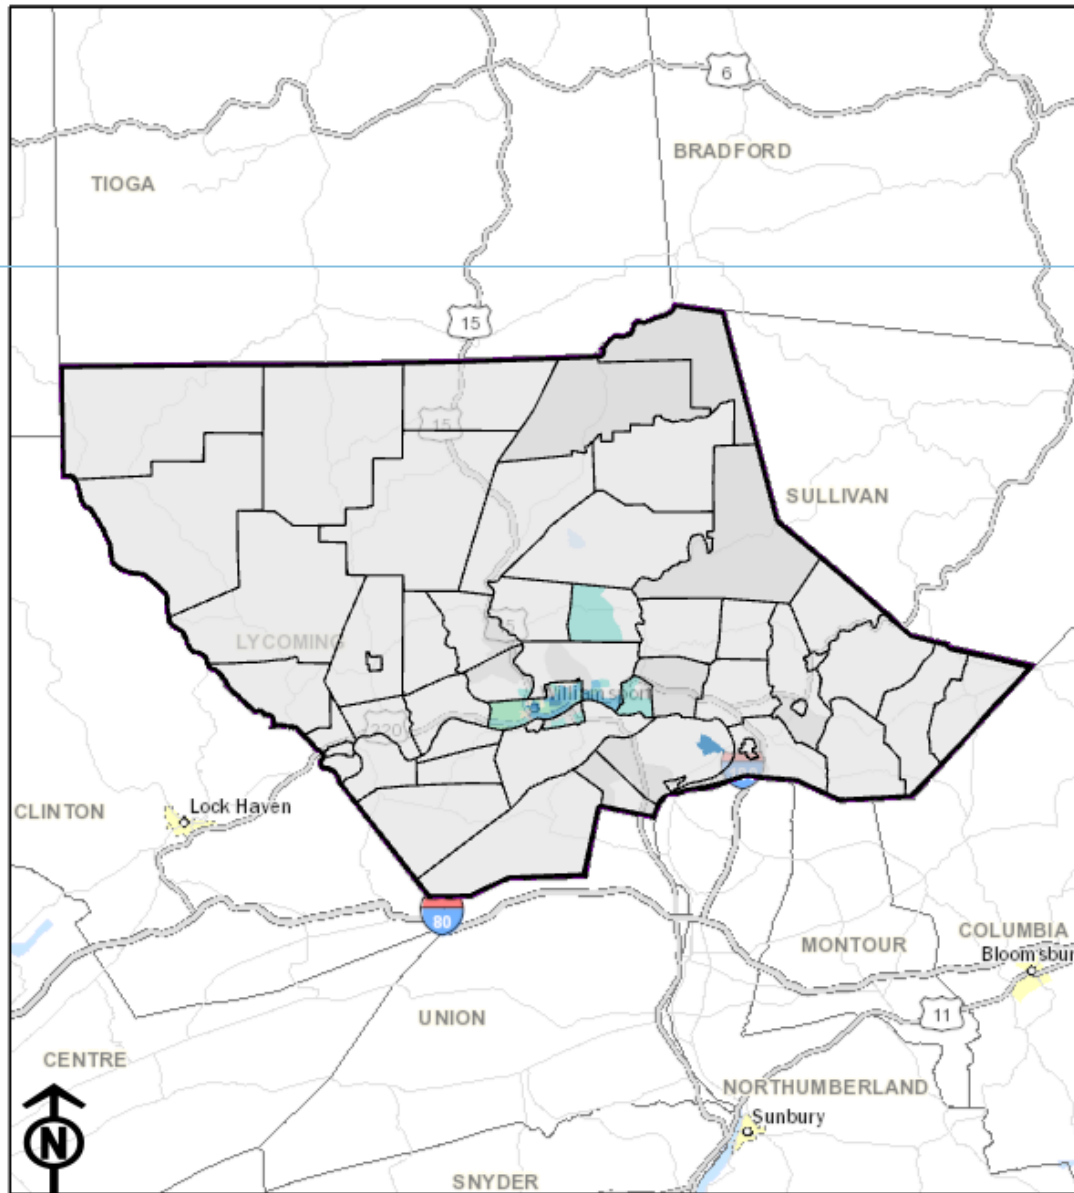 6
BRADFORD
TIOGA
15
15
SULLIVAN
LYCOMING
Williamsport
220
CLINTON
Lock Haven
80
COLUMBIA
MONTOUR
Bloomsbur
11
UNION
CENTRE
NORTHUMBERLAND
Sunbury
N
SNYDER